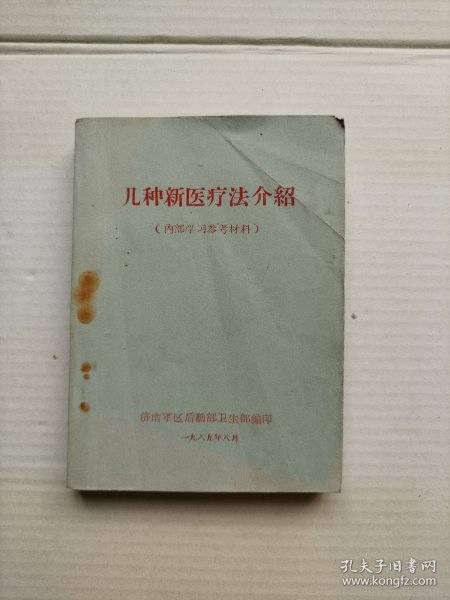 几种新医疗法介紹
（内部学习参考材料）
济南军区后勤部卫生部編印
一九六九年八月
孔夫子旧书网
www.kongfz.com